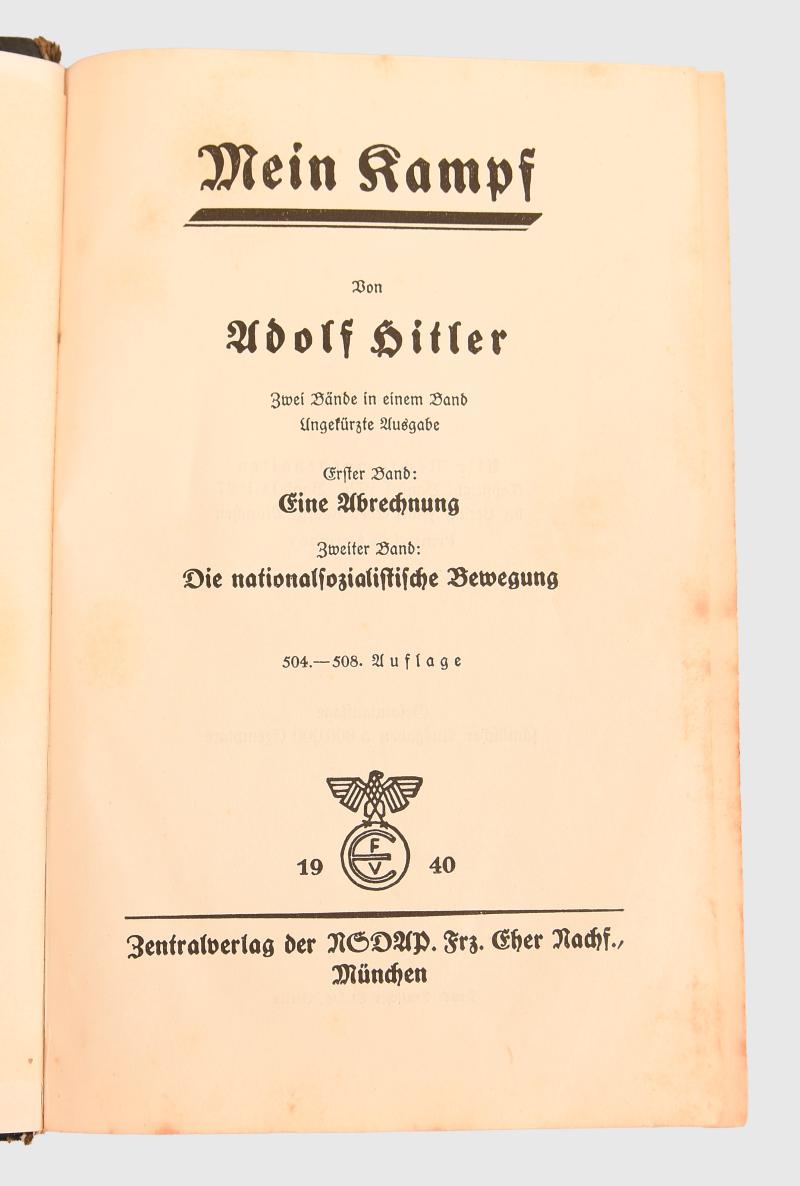 Mein Kampf
Von
Adolf Hitler
Zwei Bände in einem Band
Ungekürzte Ausgabe
Erster Band:
Eine Abrechnung
Zweiter Band:
Die nationalsozialistische Bewegung
504.—508. Auflage
F
E
V
19 40
Zentralverlag der NSDAP. Frz. Eher Nachf.,
München